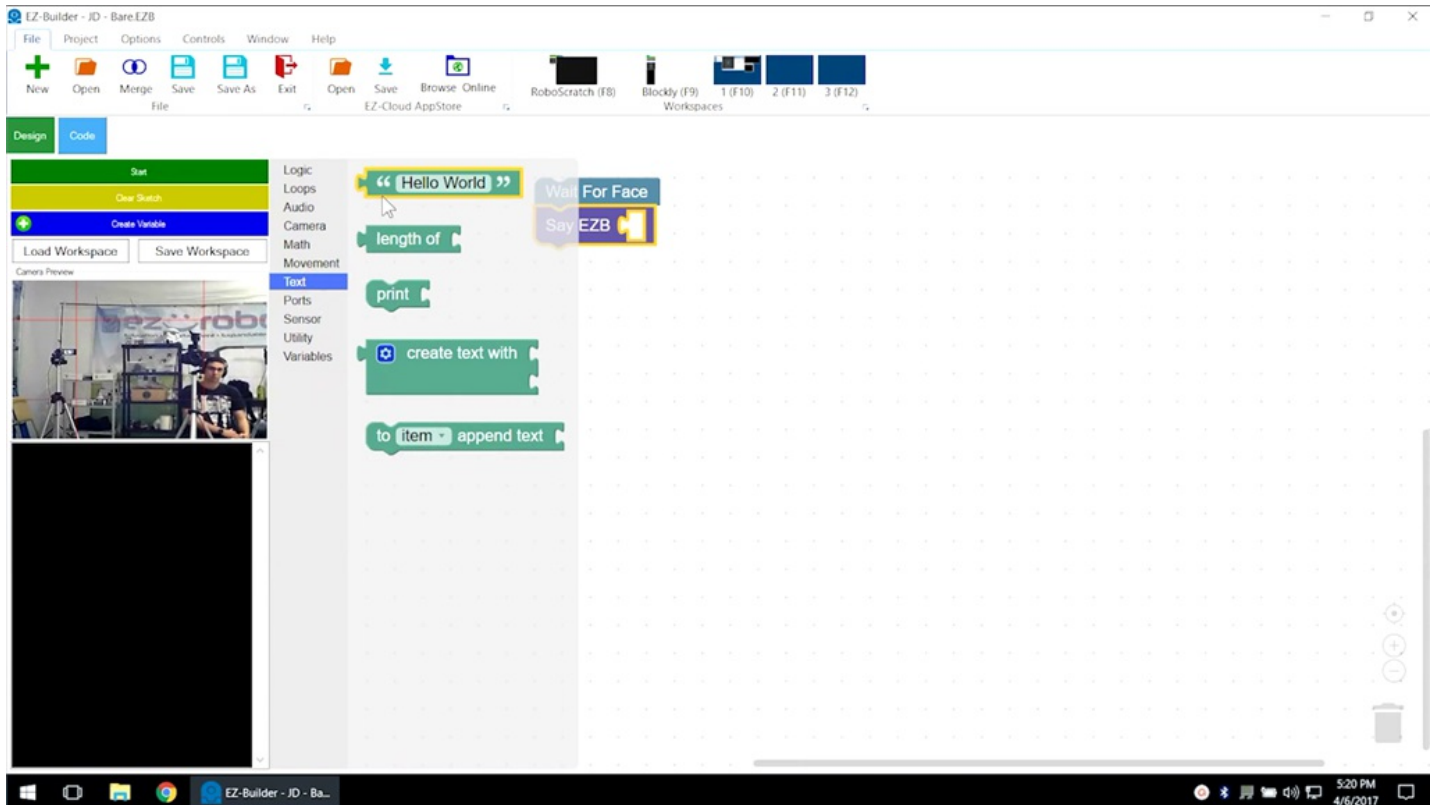 EZ-Builder - JD - Bare.EZB
File Project Options Controls Window Help
New Open Merge Save Save As Exit Open Save Browse Online RoboScratch (F8) Blockly (F9) 1 (F10) 2 (F11) 3 (F12)
File EZ-Cloud AppStore Workspaces
Design Code
Start
Clear Sketch
Create Variable
Load Workspace Save Workspace
Camera Preview
ez robo
Logic
Loops
Audio
Camera
Math
Movement
Text
Ports
Sensor
Utility
Variables
“ Hello World ”
length of
print
create text with
to item append text
Wait For Face
Say EZB
EZ-Builder - JD - Ba...
5:20 PM
4/6/2017